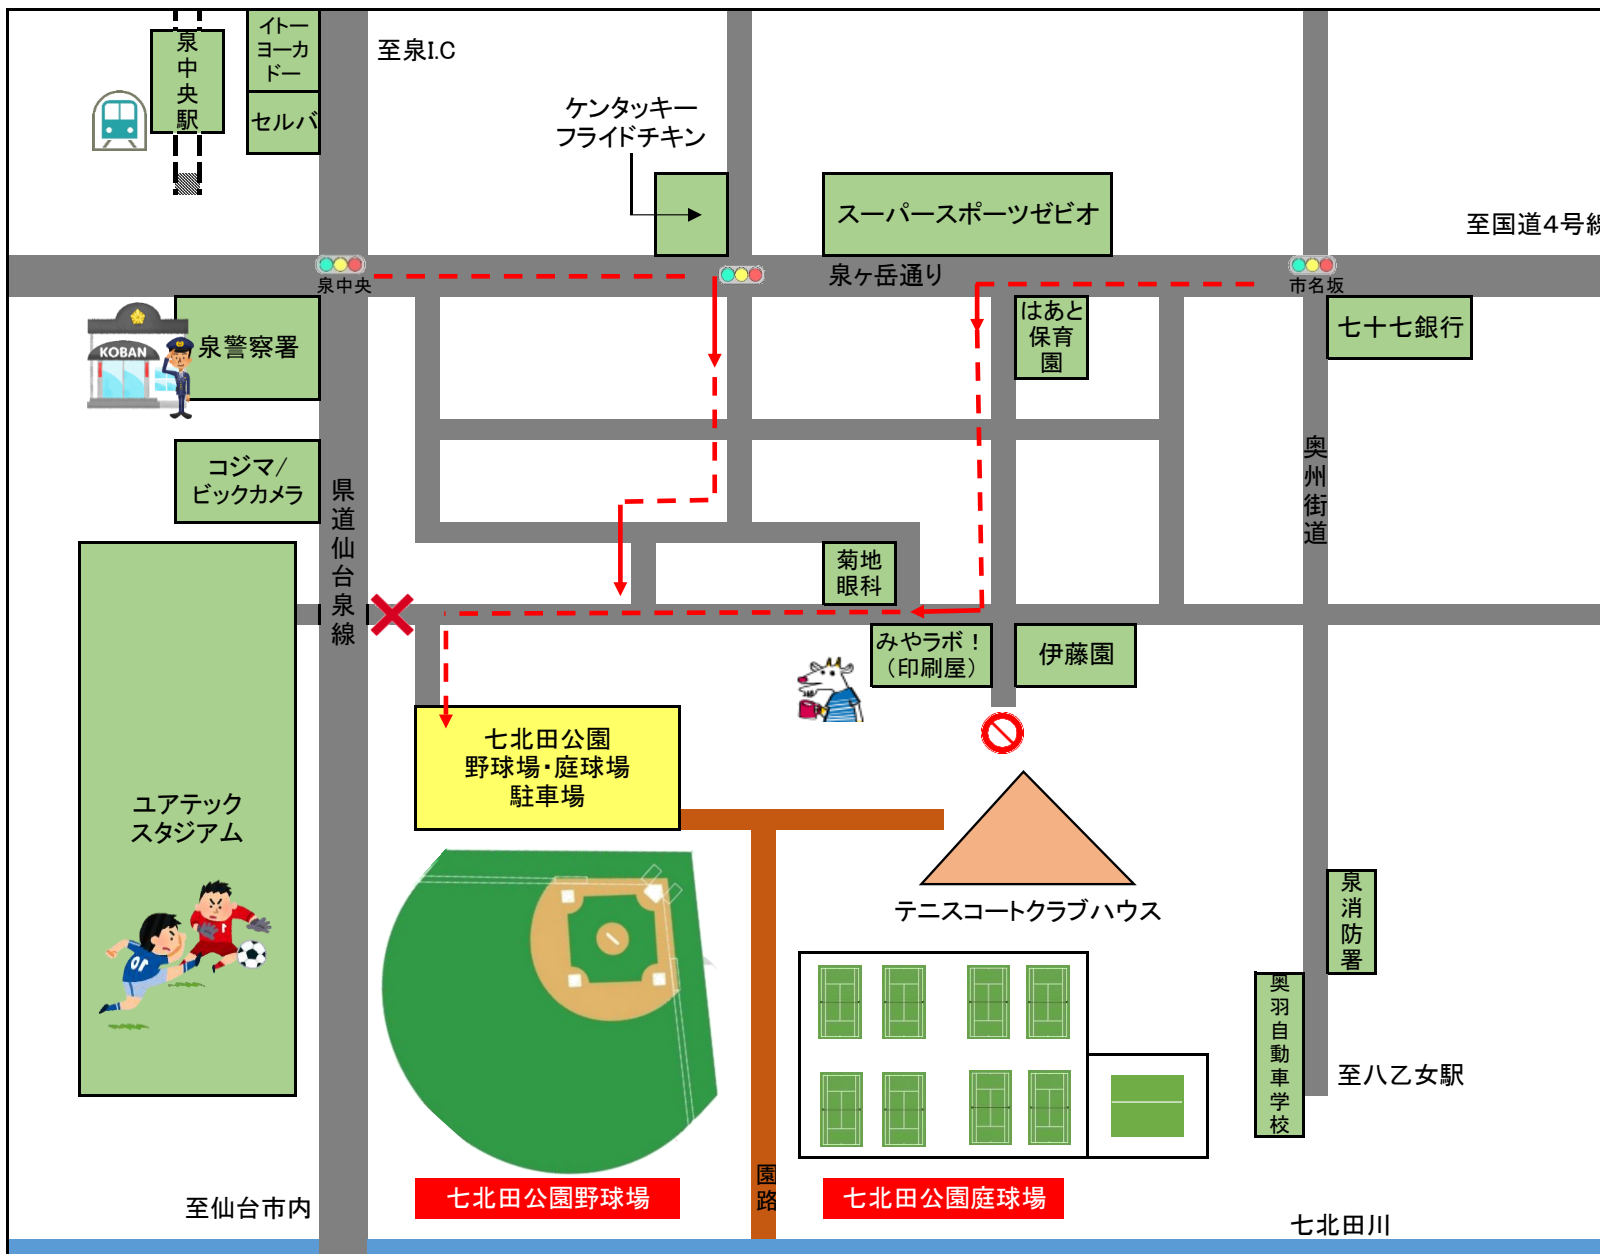 泉中央駅
イトー
ヨーカ
ドー
セルバ
至泉I.C
ケンタッキー
フライドチキン
スーパースポーツゼビオ
至国道4号線
泉中央
泉ヶ岳通り
市名坂
KOBAN
泉警察署
はあと
保育
園
七十七銀行
コジマ/
ビックカメラ
県道仙台泉線
奥州街道
菊地
眼科
みやラボ！
（印刷屋）
伊藤園
七北田公園
野球場・庭球場
駐車場
ユアテック
スタジアム
10
1
テニスコートクラブハウス
泉消防署
奥羽自動車学校
至八乙女駅
園路
七北田公園野球場
七北田公園庭球場
至仙台市内
七北田川